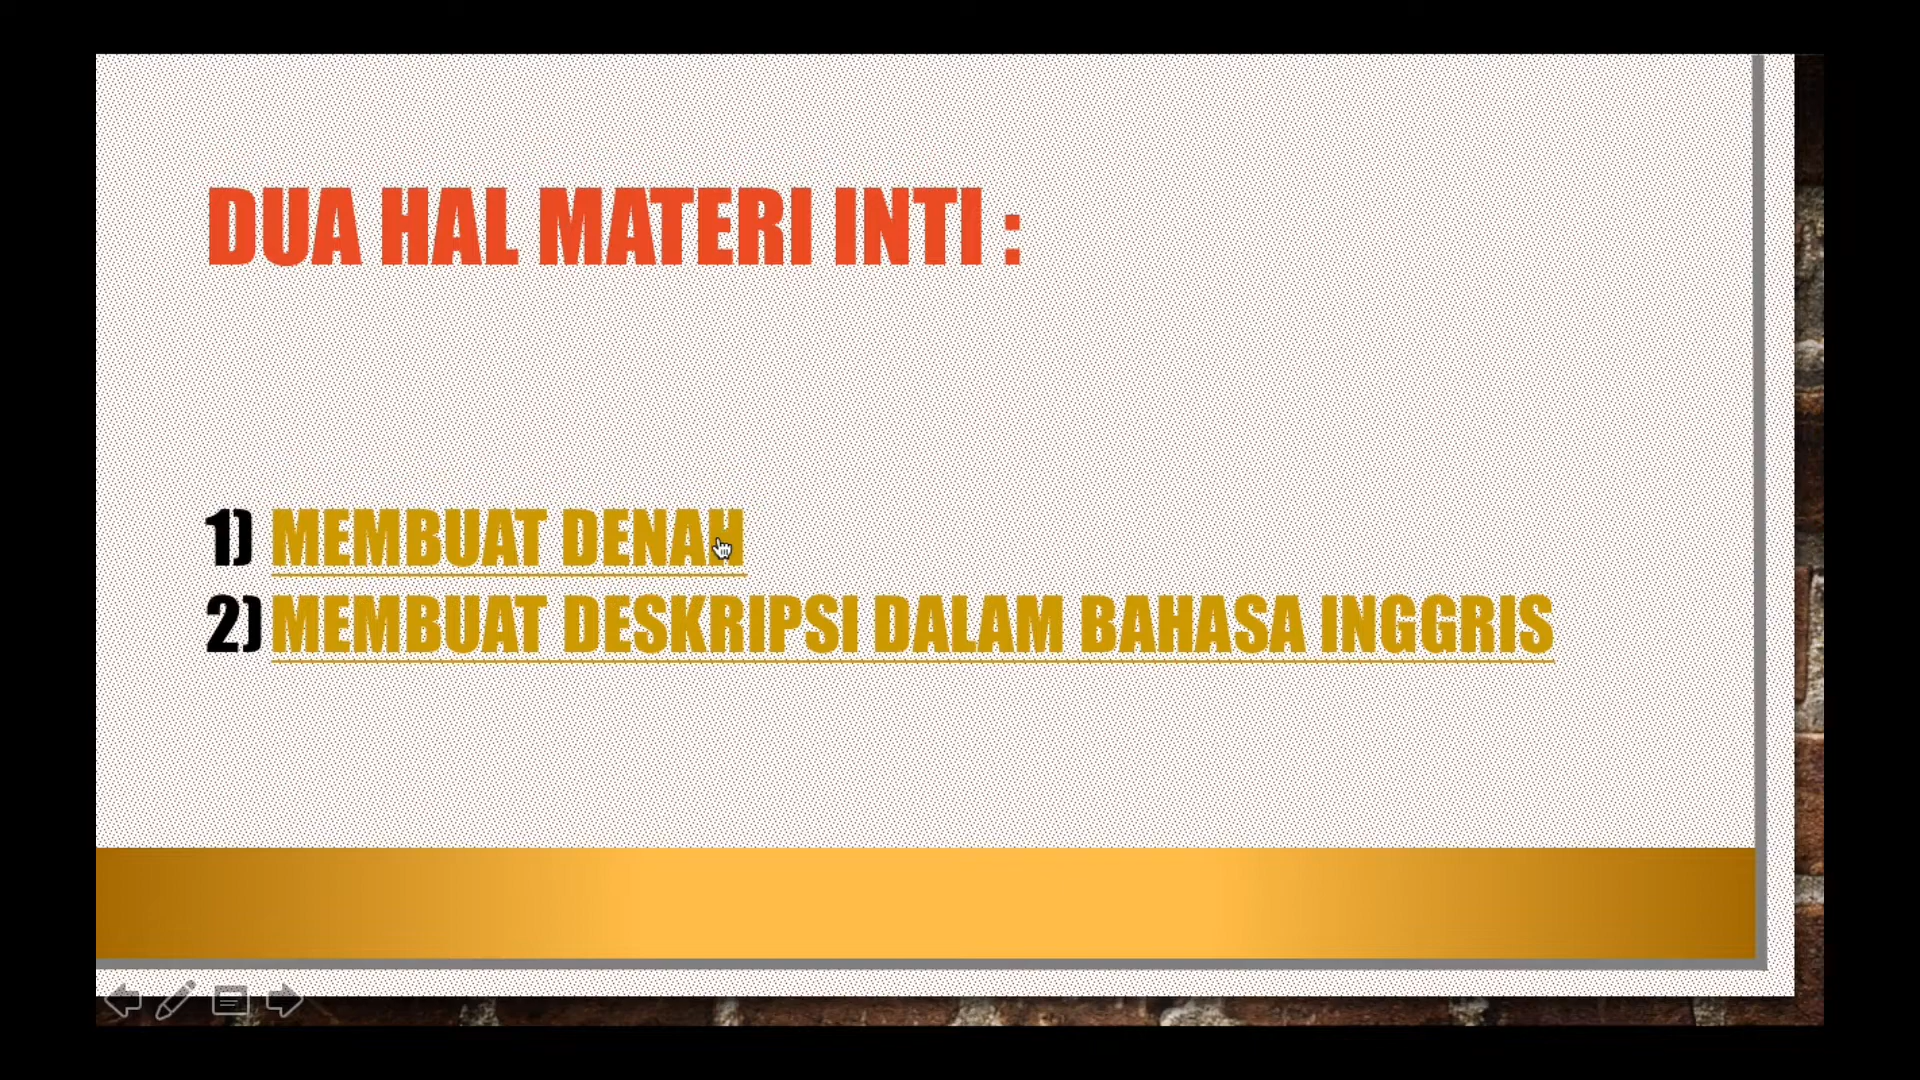 DUA HAL MATERI INTI :
1) MEMBUAT DENAH
2) MEMBUAT DESKRIPSI DALAM BAHASA INGGRIS